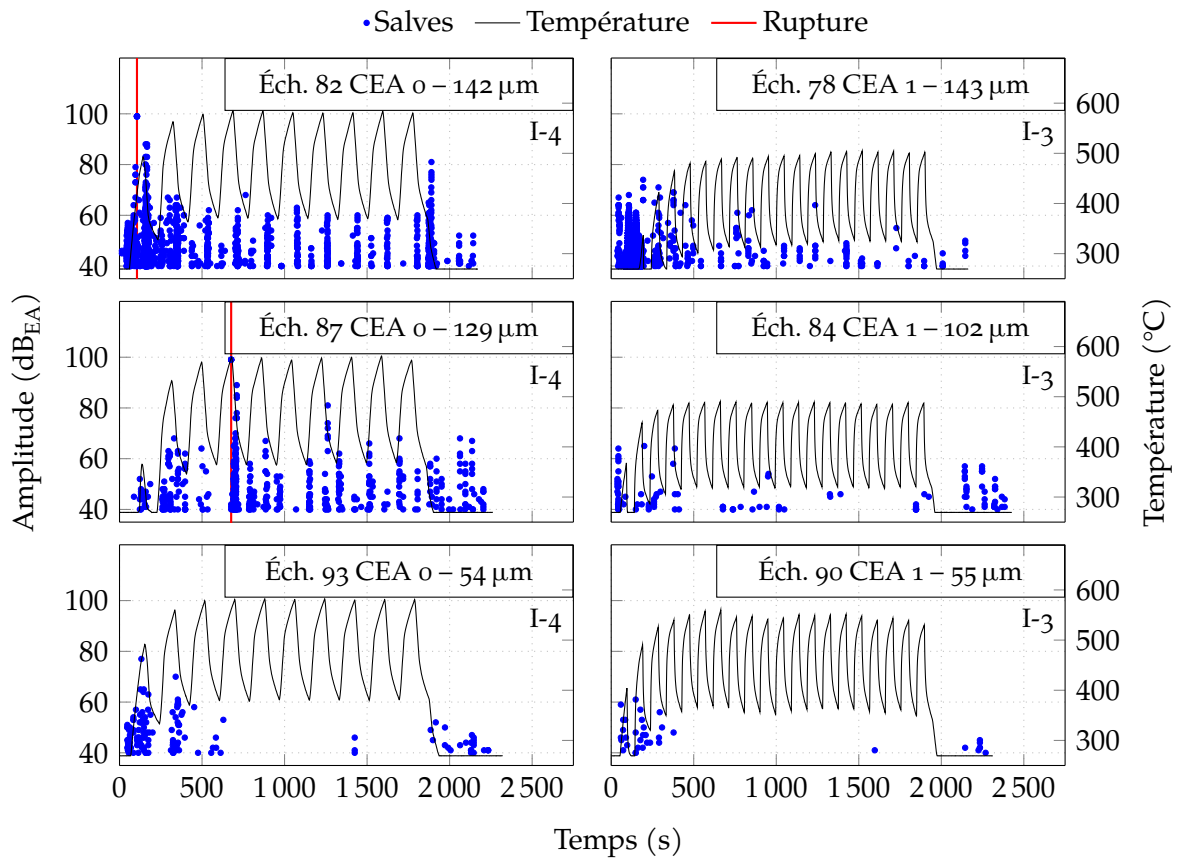 Salves Température Rupture
Éch. 82 CEA 0 – 142 µm
I-4
100
80
60
40
Éch. 78 CEA 1 – 143 µm
I-3
600
500
400
300
Éch. 87 CEA 0 – 129 µm
I-4
100
80
60
40
Éch. 84 CEA 1 – 102 µm
I-3
600
500
400
300
Amplitude (dBEA)
Température (°C)
Éch. 93 CEA 0 – 54 µm
I-4
100
80
60
40
Éch. 90 CEA 1 – 55 µm
I-3
600
500
400
300
0 500 1 000 1 500 2 000 2 500
0 500 1 000 1 500 2 000 2 500
Temps (s)